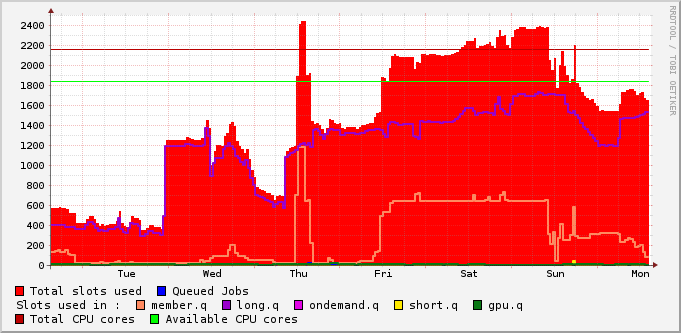 RRDTOOL / TOBI OETIKER
2400
2200
2000
1800
1600
1400
1200
1000
800
600
400
200
0
Tue Wed Thu Fri Sat Sun Mon
Total slots used Queued Jobs
Slots used in : member.q long.q ondemand.q short.q gpu.q
Total CPU cores Available CPU cores